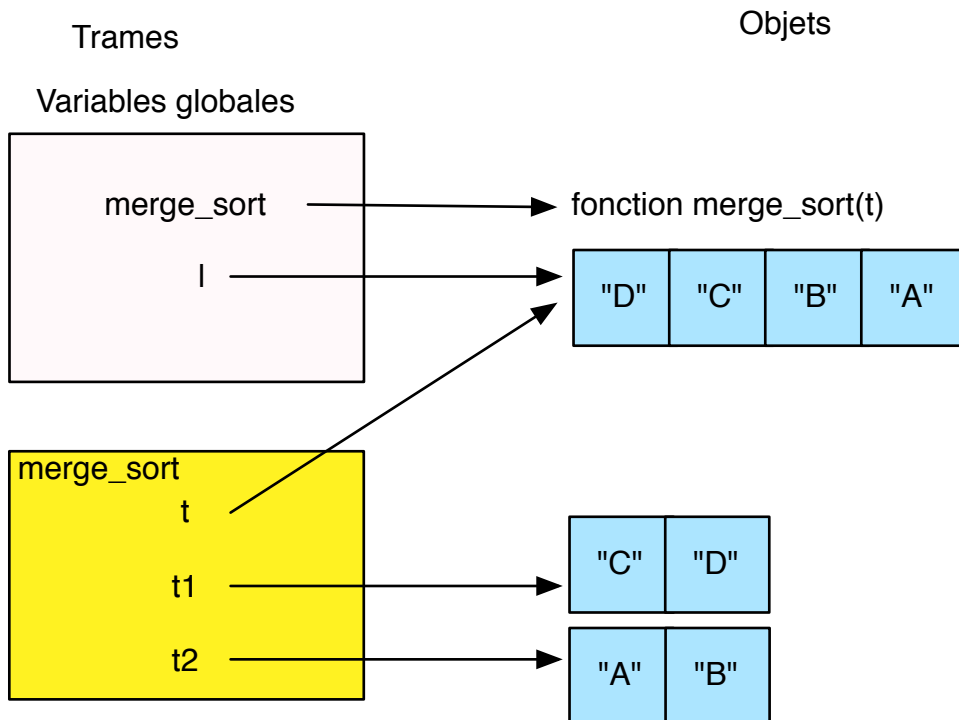 Trames
Objets
Variables globales
merge_sort
fonction merge_sort(t)
l
"D" "C" "B" "A"
merge_sort
t
t1
"C" "D"
t2
"A" "B"